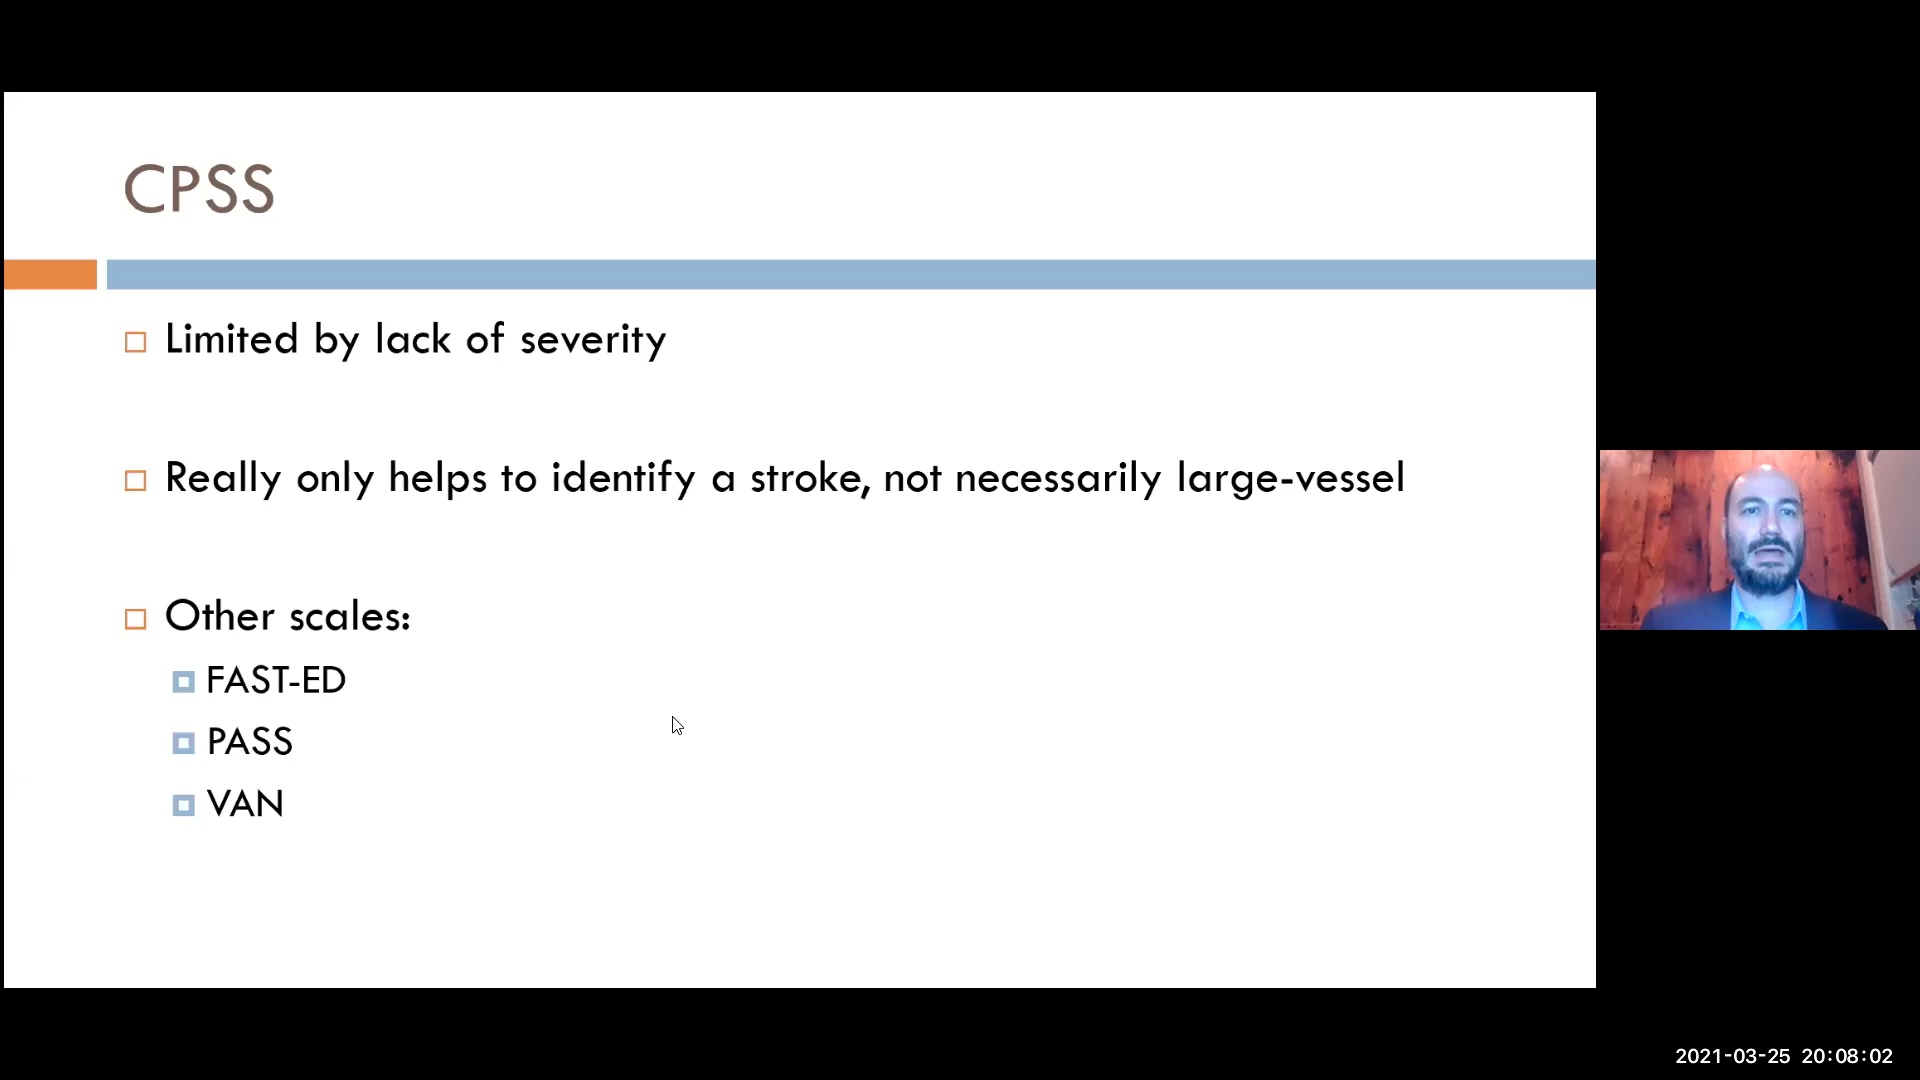 CPSS
Limited by lack of severity
Really only helps to identify a stroke, not necessarily large-vessel
Other scales:
FAST-ED
PASS
VAN
2021-03-25 20:08:02